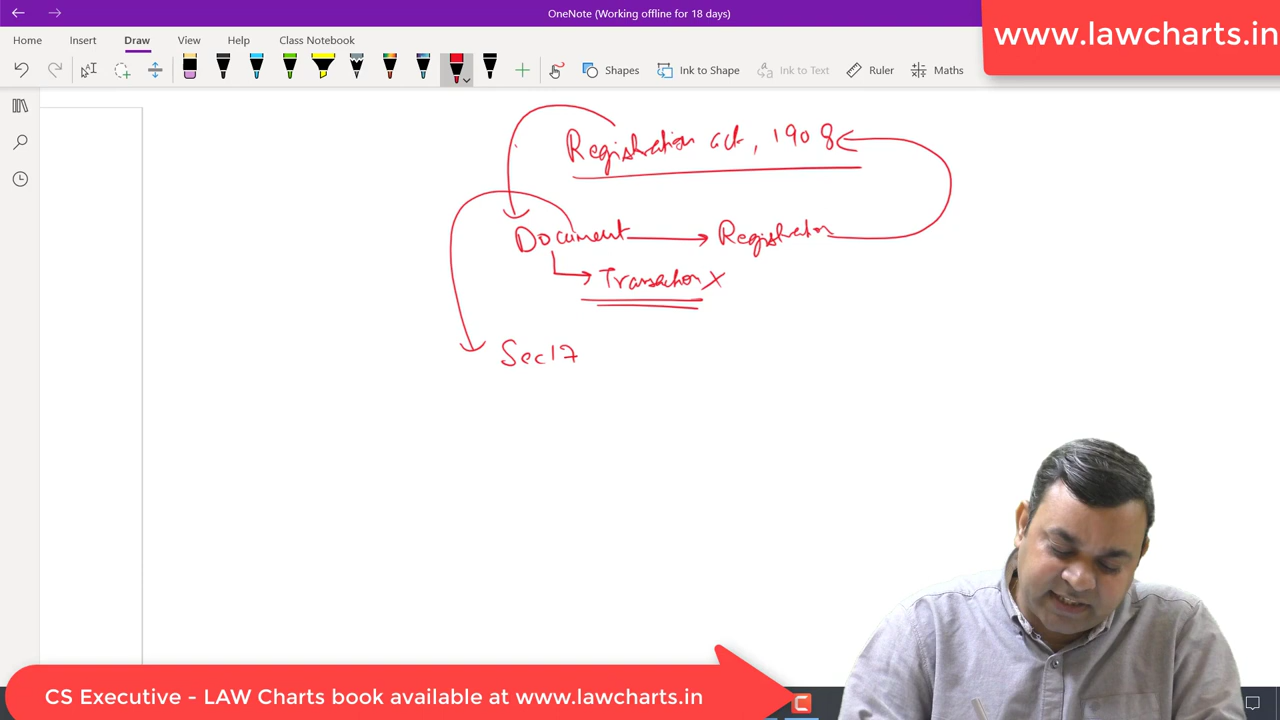 OneNote (Working offline for 18 days)
www.lawcharts.in
Home Insert Draw View Help Class Notebook
Shapes Ink to Shape Ink to Text Ruler Maths
Registration act, 1908
Document Registration
Transaction X
Sec 17
CS Executive - LAW Charts book available at www.lawcharts.in